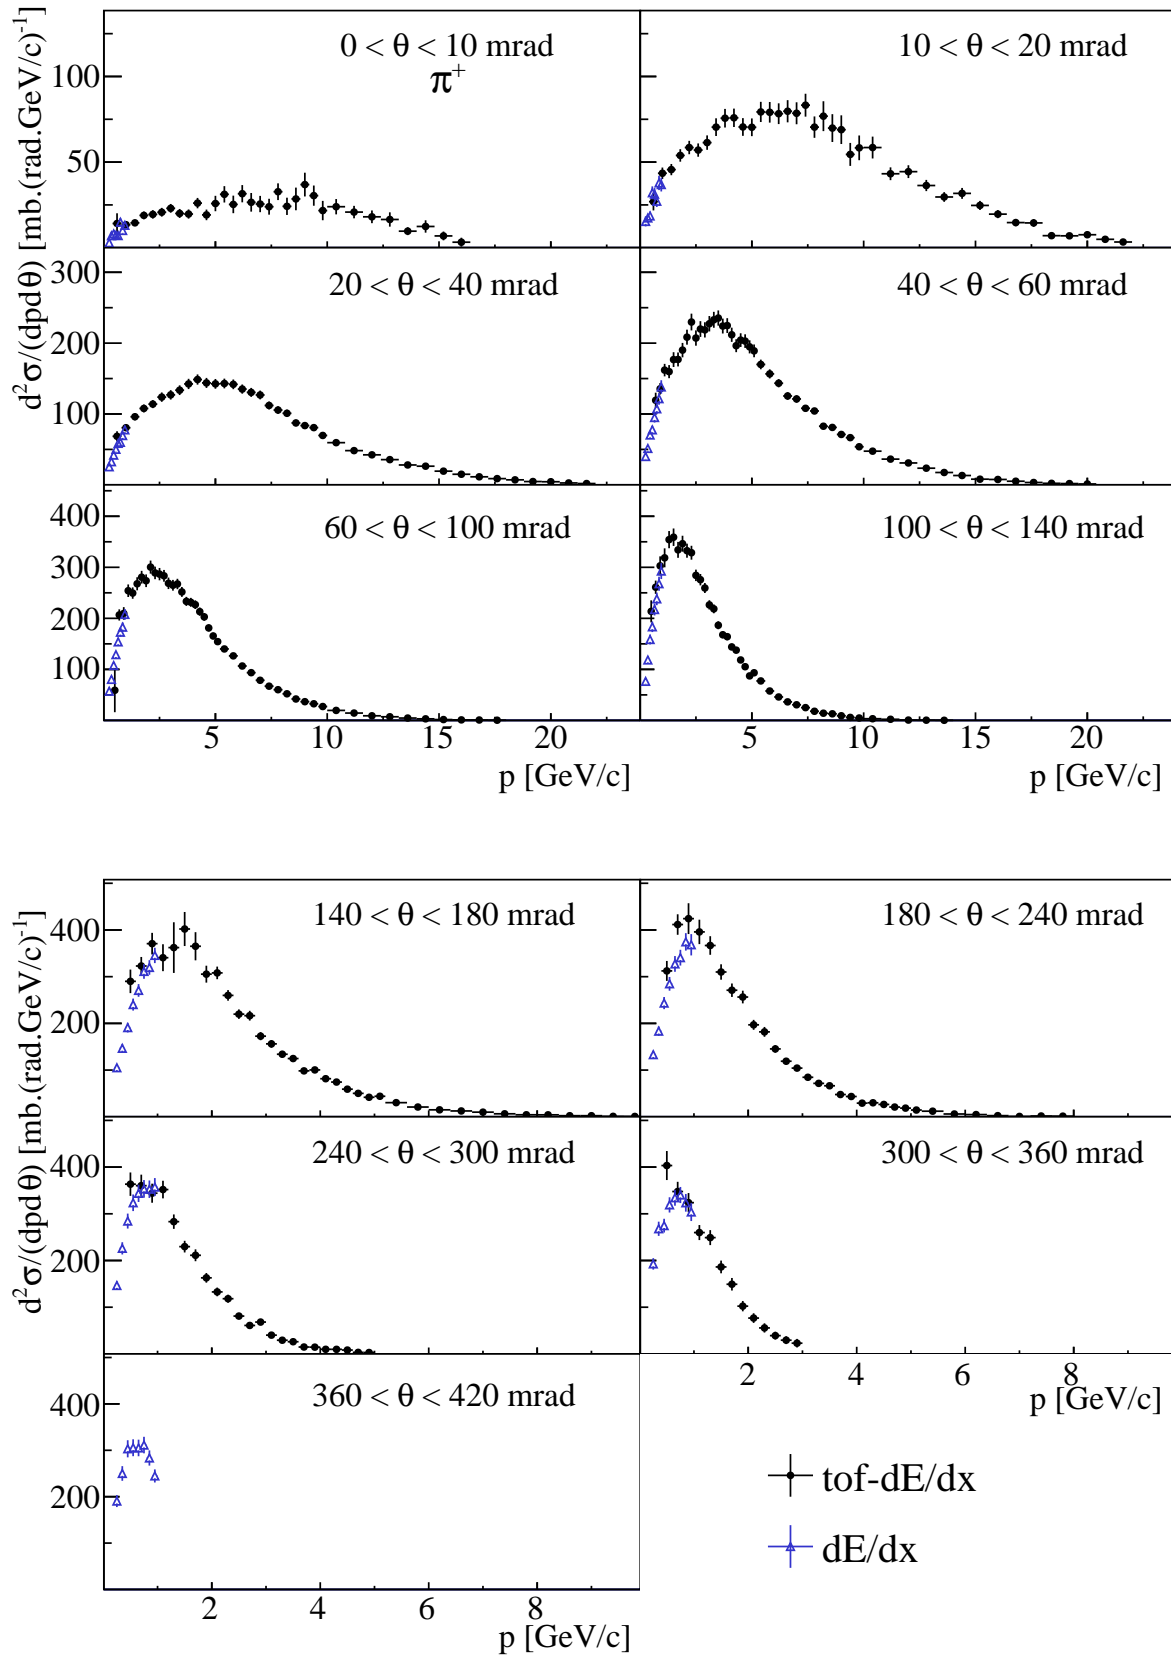 d²σ/(dpdθ) [mb.(rad.GeV/c)⁻¹]
0 < θ < 10 mrad
π⁺
10 < θ < 20 mrad
100
50
20 < θ < 40 mrad
40 < θ < 60 mrad
300
200
100
60 < θ < 100 mrad
100 < θ < 140 mrad
400
300
200
100
5 10 15 20
5 10 15 20
p [GeV/c]
p [GeV/c]
d²σ/(dpdθ) [mb.(rad.GeV/c)⁻¹]
140 < θ < 180 mrad
180 < θ < 240 mrad
400
200
240 < θ < 300 mrad
300 < θ < 360 mrad
400
200
2 4 6 8
p [GeV/c]
360 < θ < 420 mrad
400
200
2 4 6 8
p [GeV/c]
tof-dE/dx
dE/dx